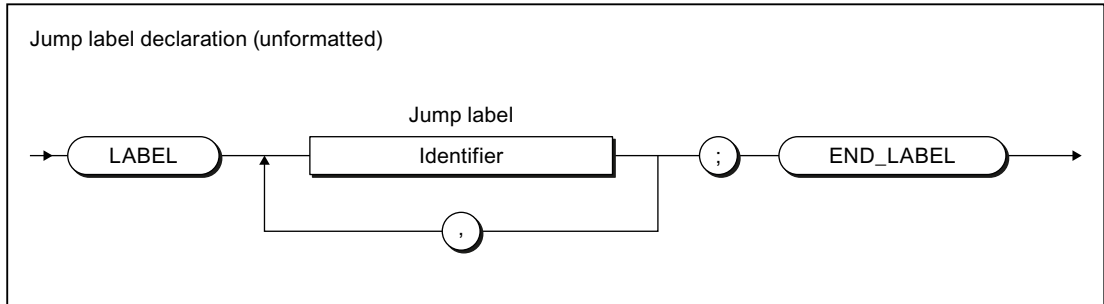 Jump label declaration (unformatted)
Jump label
LABEL
Identifier
;
END_LABEL
,